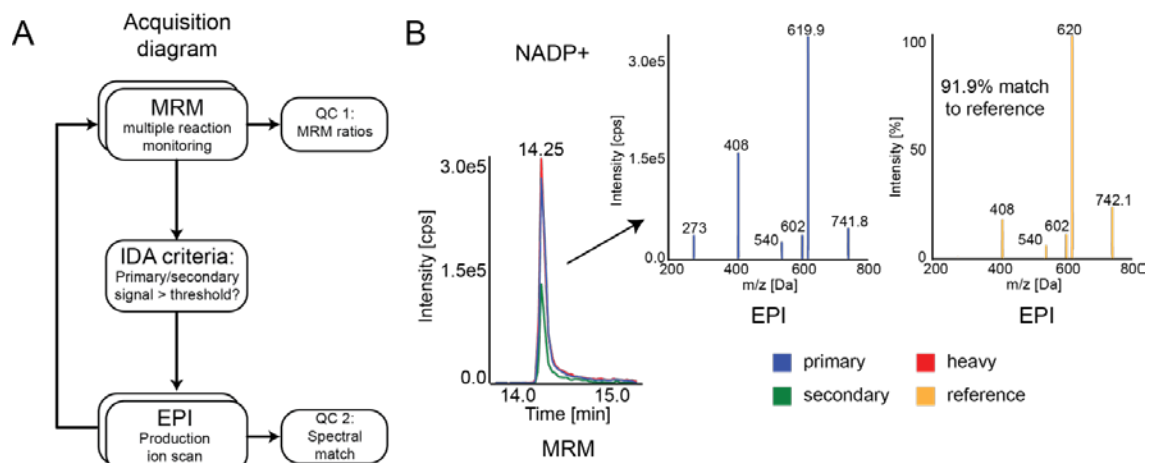 A
Acquisition
diagram
MRM
multiple reaction
monitoring
QC 1:
MRM ratios
IDA criteria:
Primary/secondary
signal > threshold?
EPI
Production
ion scan
QC 2:
Spectral
match
B
NADP+
14.25
3.0e5
1.5e5
0.0
Intensity [cps]
14.0
15.0
Time [min]
MRM
619.9
3.0e5
1.5e5
0.0
Intensity [cps]
273
408
540
602
741.8
200
400
600
800
m/z [Da]
EPI
620
100
50
0
Intensity [%]
91.9% match
to reference
408
540
602
742.1
200
400
600
800
m/z [Da]
EPI
primary
heavy
secondary
reference